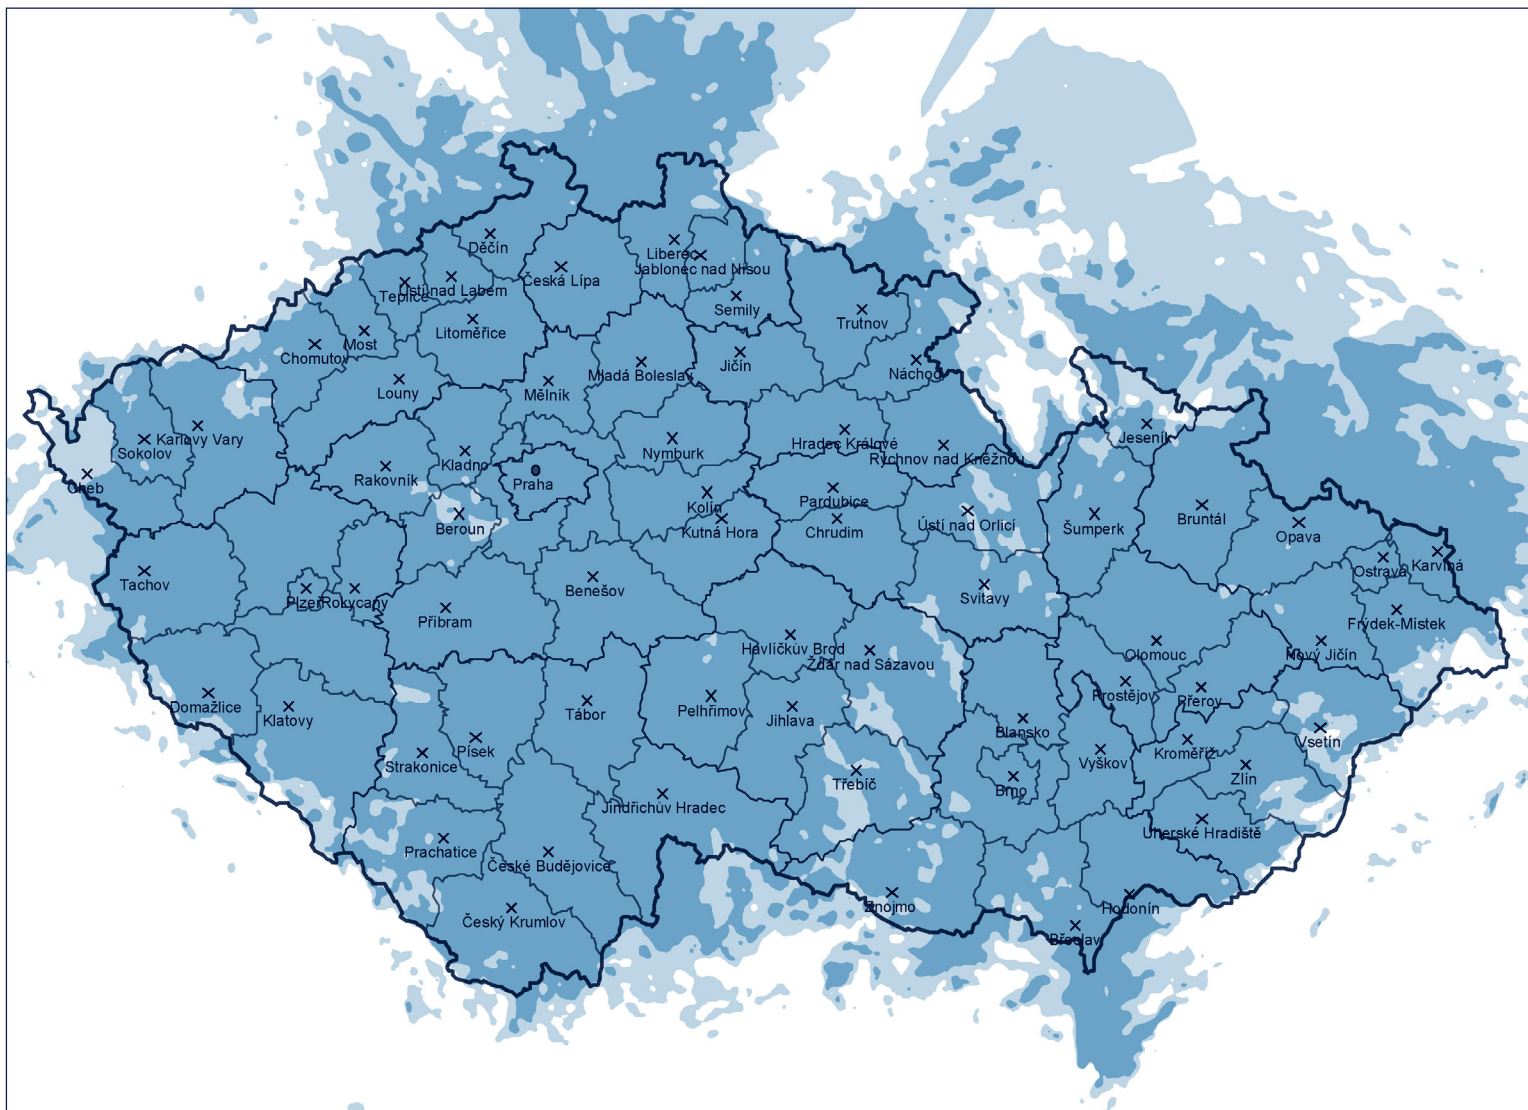 Děčín
Liberec
Jablonec nad Nisou
Česká Lípa
Ústí nad Labem
Teplice
Semily
Trutnov
Litoměřice
Most
Chomutov
Jičín
Náchod
Mladá Boleslav
Louny
Mělník
Jeseník
Karlovy Vary
Sokolov
Hradec Králové
Nymburk
Rychnov nad Kněžnou
Kladno
Rakovník
Praha
Cheb
Pardubice
Kolín
Bruntál
Beroun
Kutná Hora
Chrudim
Ústí nad Orlicí
Šumperk
Opava
Karviná
Ostrava
Tachov
Benešov
Svitavy
Plzeň
Rokycany
Příbram
Frýdek-Místek
Havlíčkův Brod
Žďár nad Sázavou
Olomouc
Nový Jičín
Prostějov
Přerov
Domažlice
Klatovy
Tábor
Pelhřimov
Jihlava
Blansko
Vsetín
Písek
Strakonice
Vyškov
Kroměříž
Zlín
Třebíč
Brno
Jindřichův Hradec
Uherské Hradiště
Prachatice
České Budějovice
Znojmo
Hodonín
Český Krumlov
Břeclav